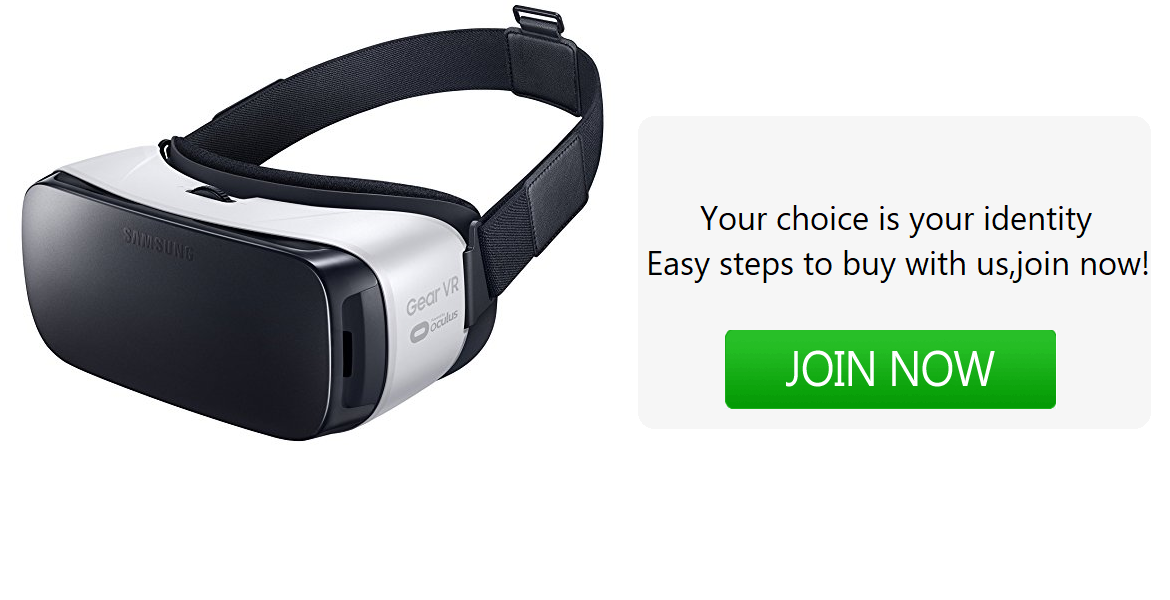 SAMSUNG
Gear VR
oculus
Your choice is your identity
Easy steps to buy with us,join now!
JOIN NOW